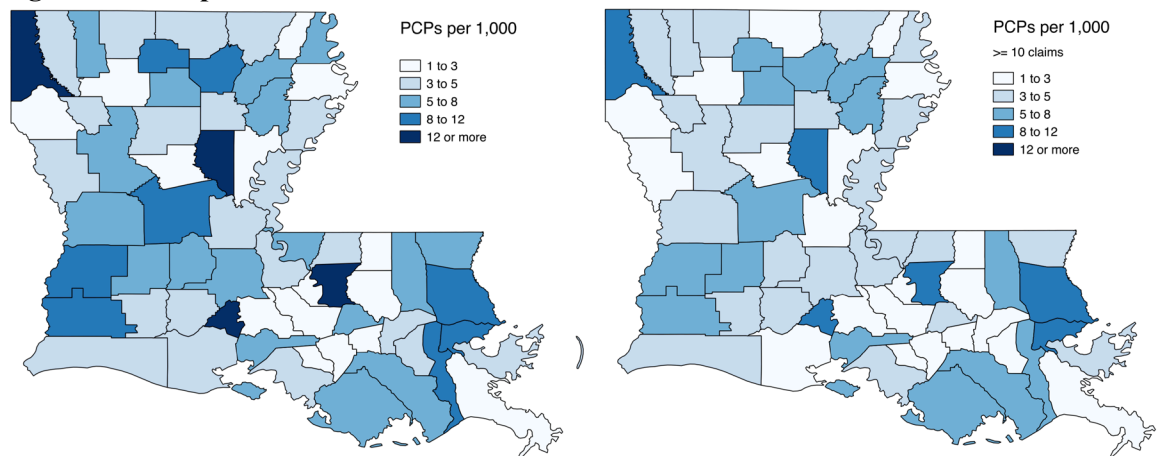 PCPs per 1,000
1 to 3
3 to 5
5 to 8
8 to 12
12 or more
)
PCPs per 1,000
>= 10 claims
1 to 3
3 to 5
5 to 8
8 to 12
12 or more